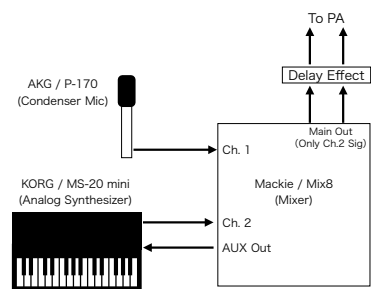 To PA
Delay Effect
AKG / P-170
(Condenser Mic)
Main Out
(Only Ch.2 Sig)
Ch. 1
KORG / MS-20 mini
(Analog Synthesizer)
Mackie / Mix8
(Mixer)
Ch. 2
AUX Out